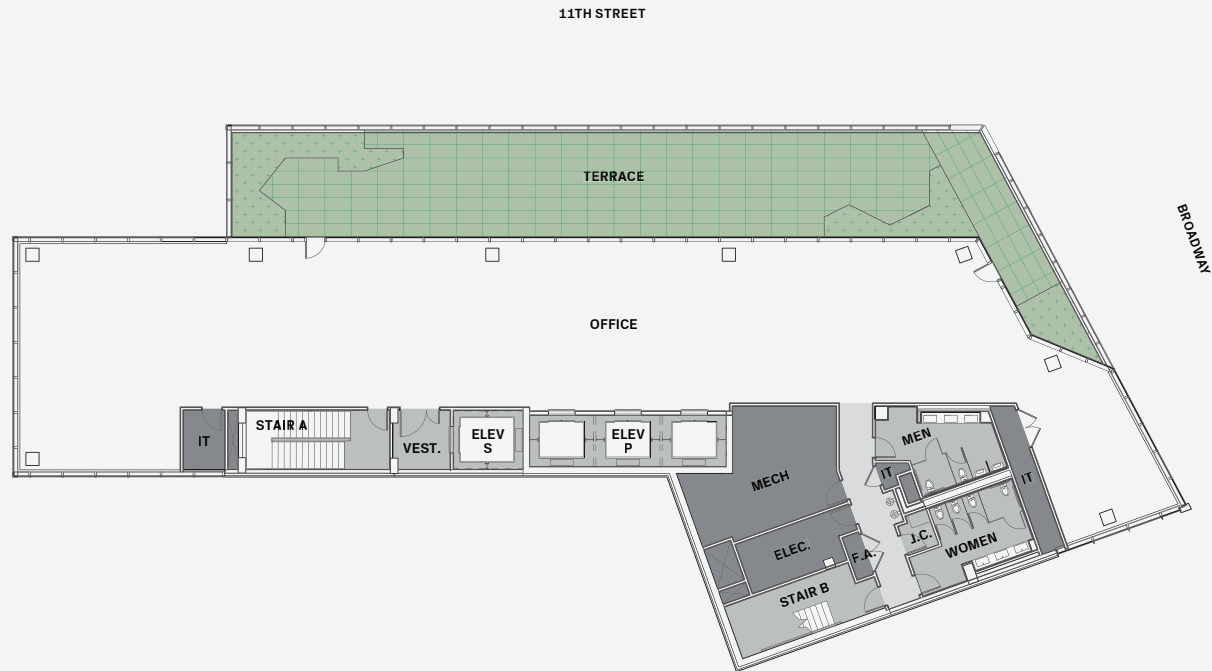 11TH STREET
TERRACE
BROADWAY
OFFICE
STAIR A
IT
VEST.
ELEV
S
ELEV
P
MEN
MECH
IT
IT
J.C.
WOMEN
ELEC.
F.A.
STAIR B